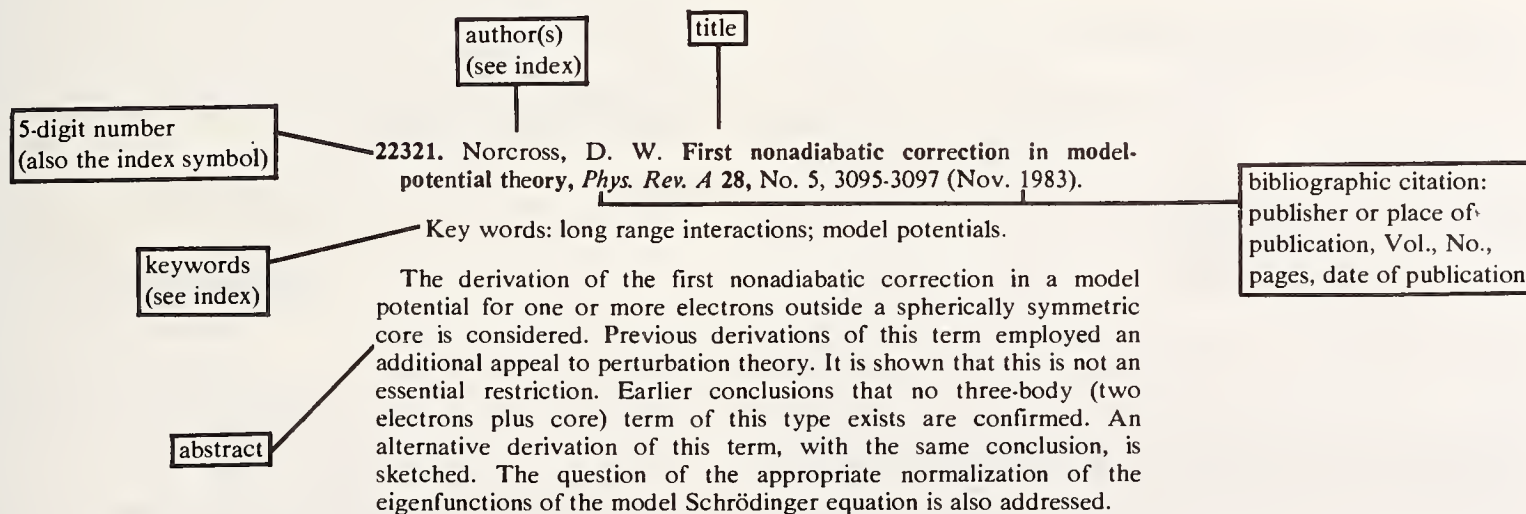 author(s)
(see index)
title
5-digit number
(also the index symbol)
22321. Norcross, D. W. First nonadiabatic correction in model-
potential theory, Phys. Rev. A 28, No. 5, 3095-3097 (Nov. 1983).
bibliographic citation:
publisher or place of
publication, Vol., No.,
pages, date of publication
Key words: long range interactions; model potentials.
keywords
(see index)
The derivation of the first nonadiabatic correction in a model
potential for one or more electrons outside a spherically symmetric
core is considered. Previous derivations of this term employed an
additional appeal to perturbation theory. It is shown that this is not an
essential restriction. Earlier conclusions that no three-body (two
electrons plus core) term of this type exists are confirmed. An
alternative derivation of this term, with the same conclusion, is
sketched. The question of the appropriate normalization of the
eigenfunctions of the model Schrödinger equation is also addressed.
abstract